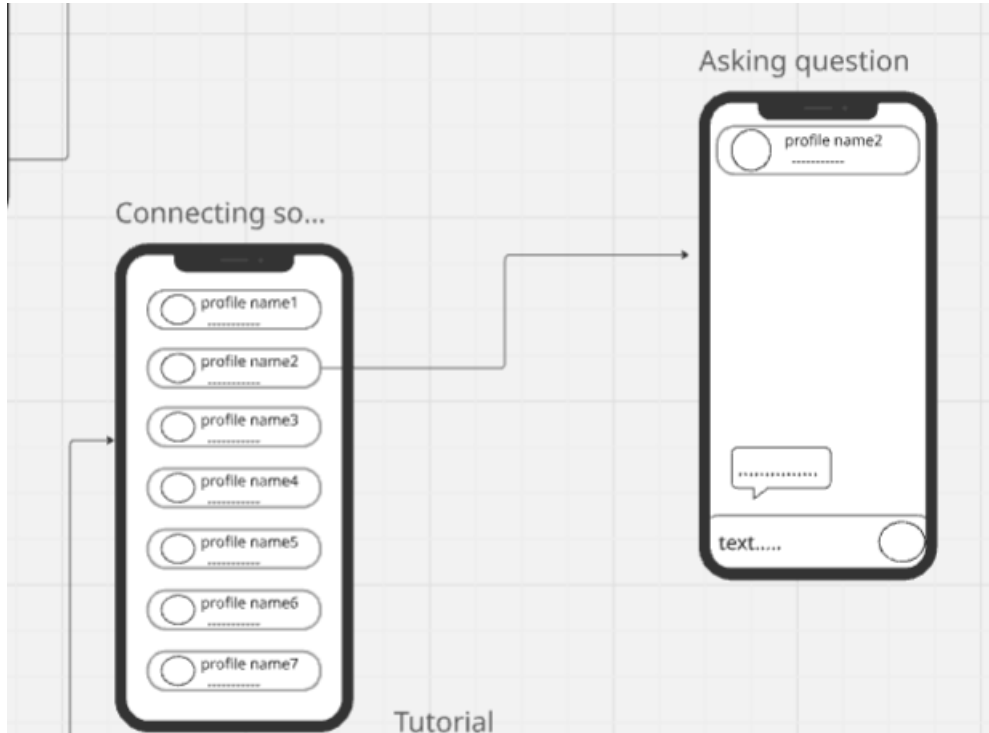 Asking question
profile name2
-----------
Connecting so...
profile name1
-----------
profile name2
-----------
profile name3
-----------
profile name4
-----------
profile name5
-----------
profile name6
-----------
profile name7
-----------
...............
text.....
Tutorial